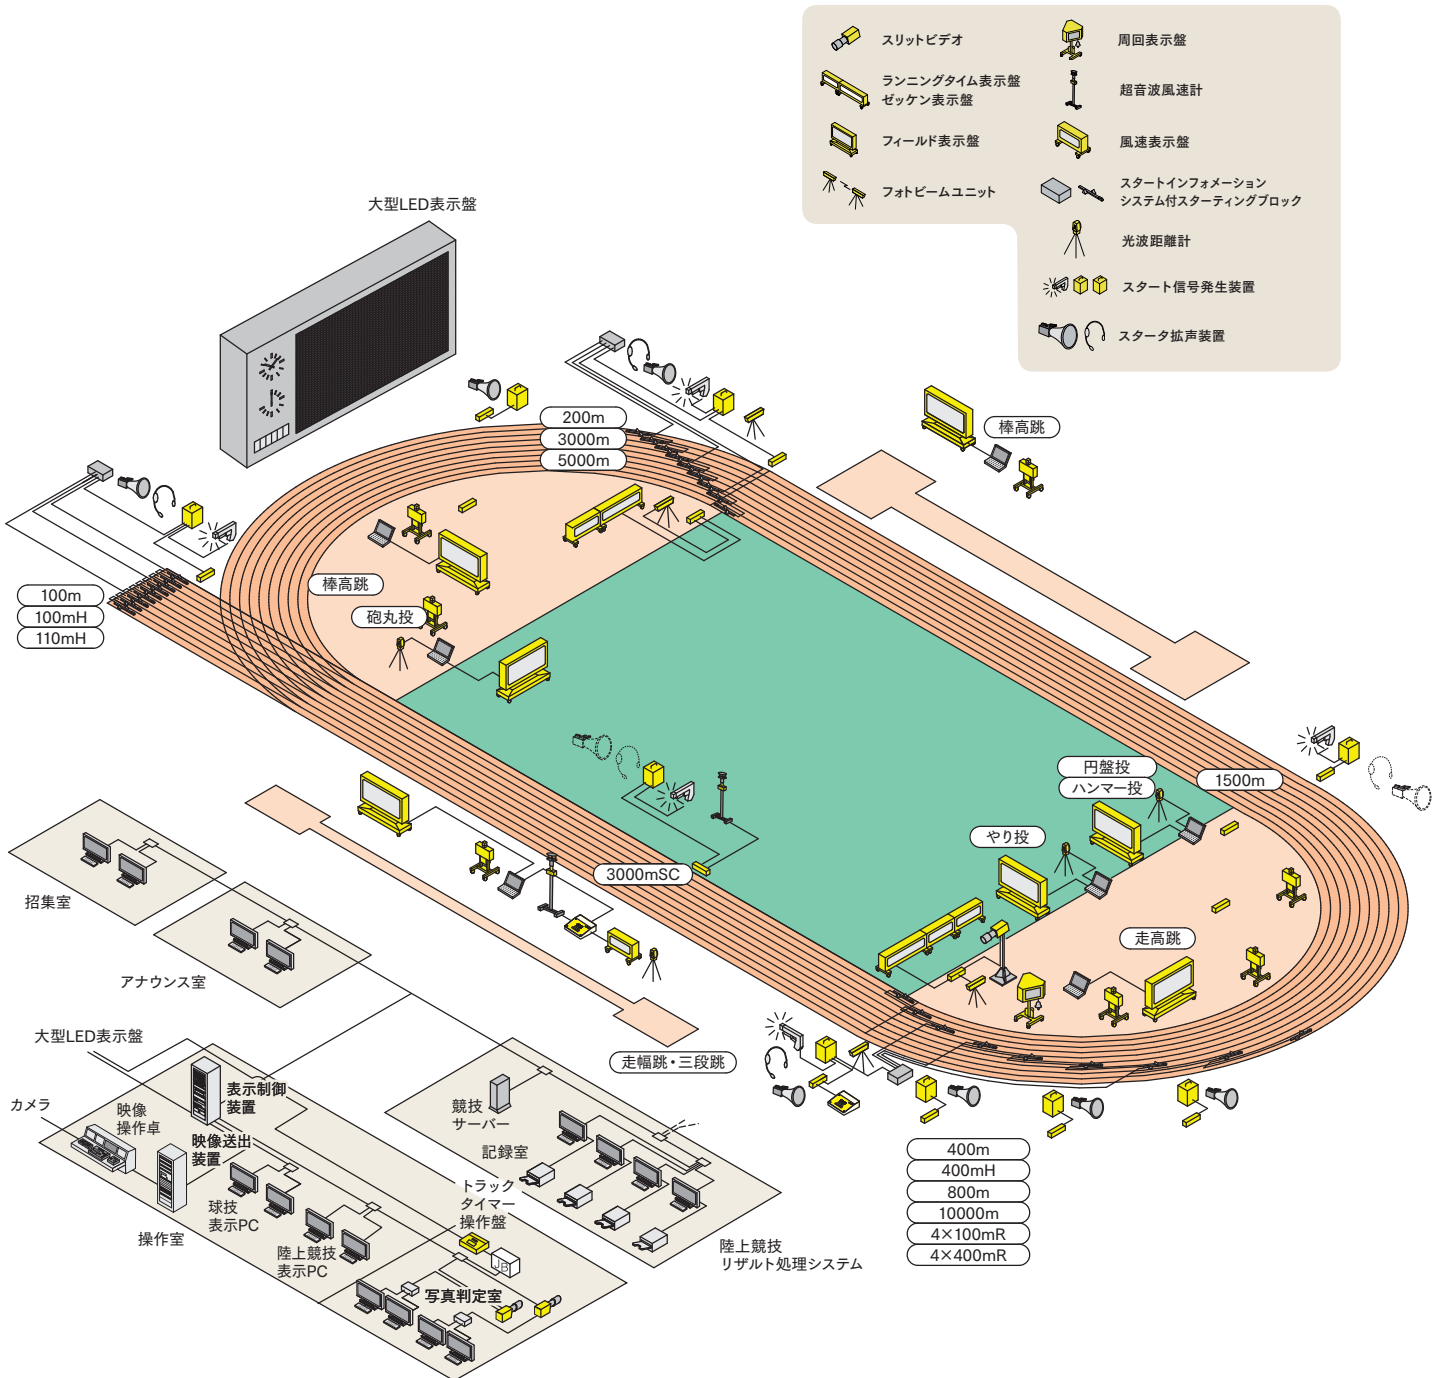 スリットビデオ
ランニングタイム表示盤
ゼッケン表示盤
フィールド表示盤
フォトビームユニット
周回表示盤
超音波風速計
風速表示盤
スタートインフォメーション
システム付スターティングブロック
光波距離計
スタート信号発生装置
スタータ拡声装置
大型LED表示盤
200m
3000m
5000m
棒高跳
100m
100mH
110mH
棒高跳
砲丸投
円盤投
ハンマー投
1500m
やり投
3000mSC
走高跳
走幅跳・三段跳
招集室
アナウンス室
大型LED表示盤
表示制御
装置
カメラ
映像
操作卓
映像送出
装置
操作室
球技
表示PC
陸上競技
表示PC
トラック
タイマー
操作盤
JB
写真判定室
競技
サーバー
記録室
陸上競技
リザルト処理システム
400m
400mH
800m
10000m
4×100mR
4×400mR